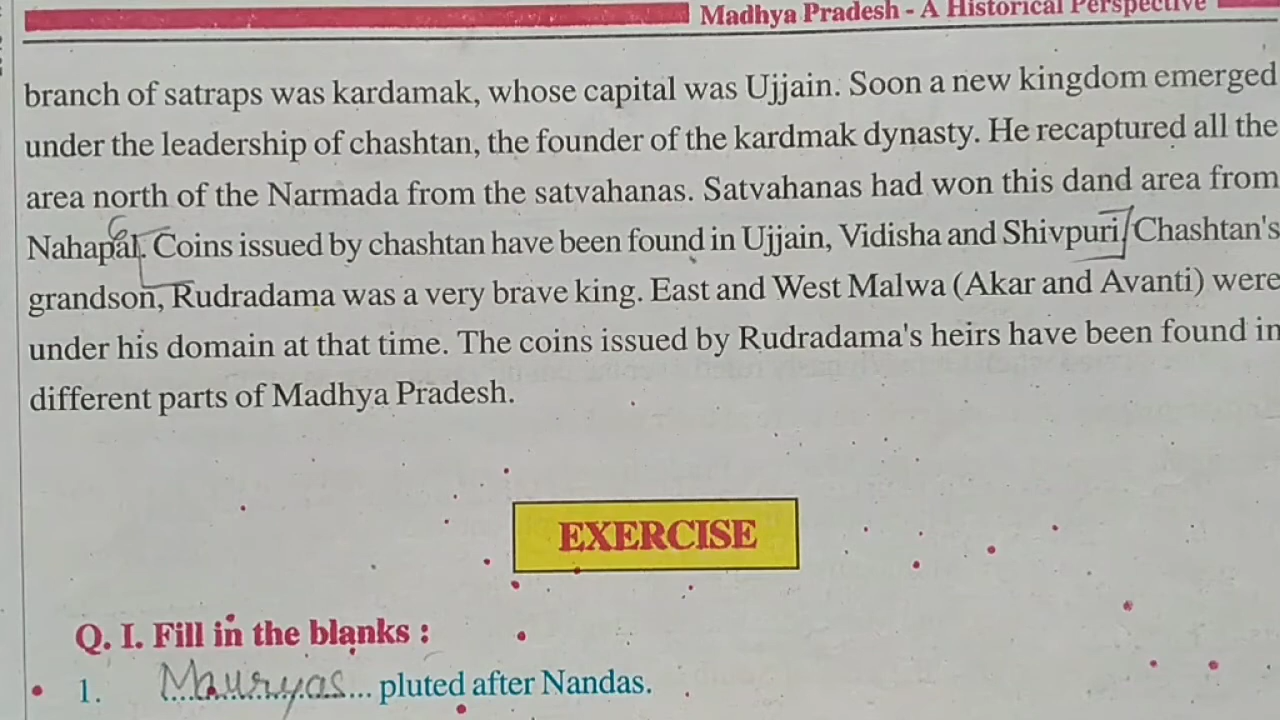 Madhya Pradesh - A Historical Perspective
branch of satraps was kardamak, whose capital was Ujjain. Soon a new kingdom emerged
under the leadership of chashtan, the founder of the kardmak dynasty. He recaptured all the
area north of the Narmada from the satvahanas. Satvahanas had won this dand area from
Nahapal. Coins issued by chashtan have been found in Ujjain, Vidisha and Shivpuri. Chashtan's
grandson, Rudradama was a very brave king. East and West Malwa (Akar and Avanti) were
under his domain at that time. The coins issued by Rudradama's heirs have been found in
different parts of Madhya Pradesh.
EXERCISE
Q. I. Fill in the blanks :
1. Mauryas pluted after Nandas.